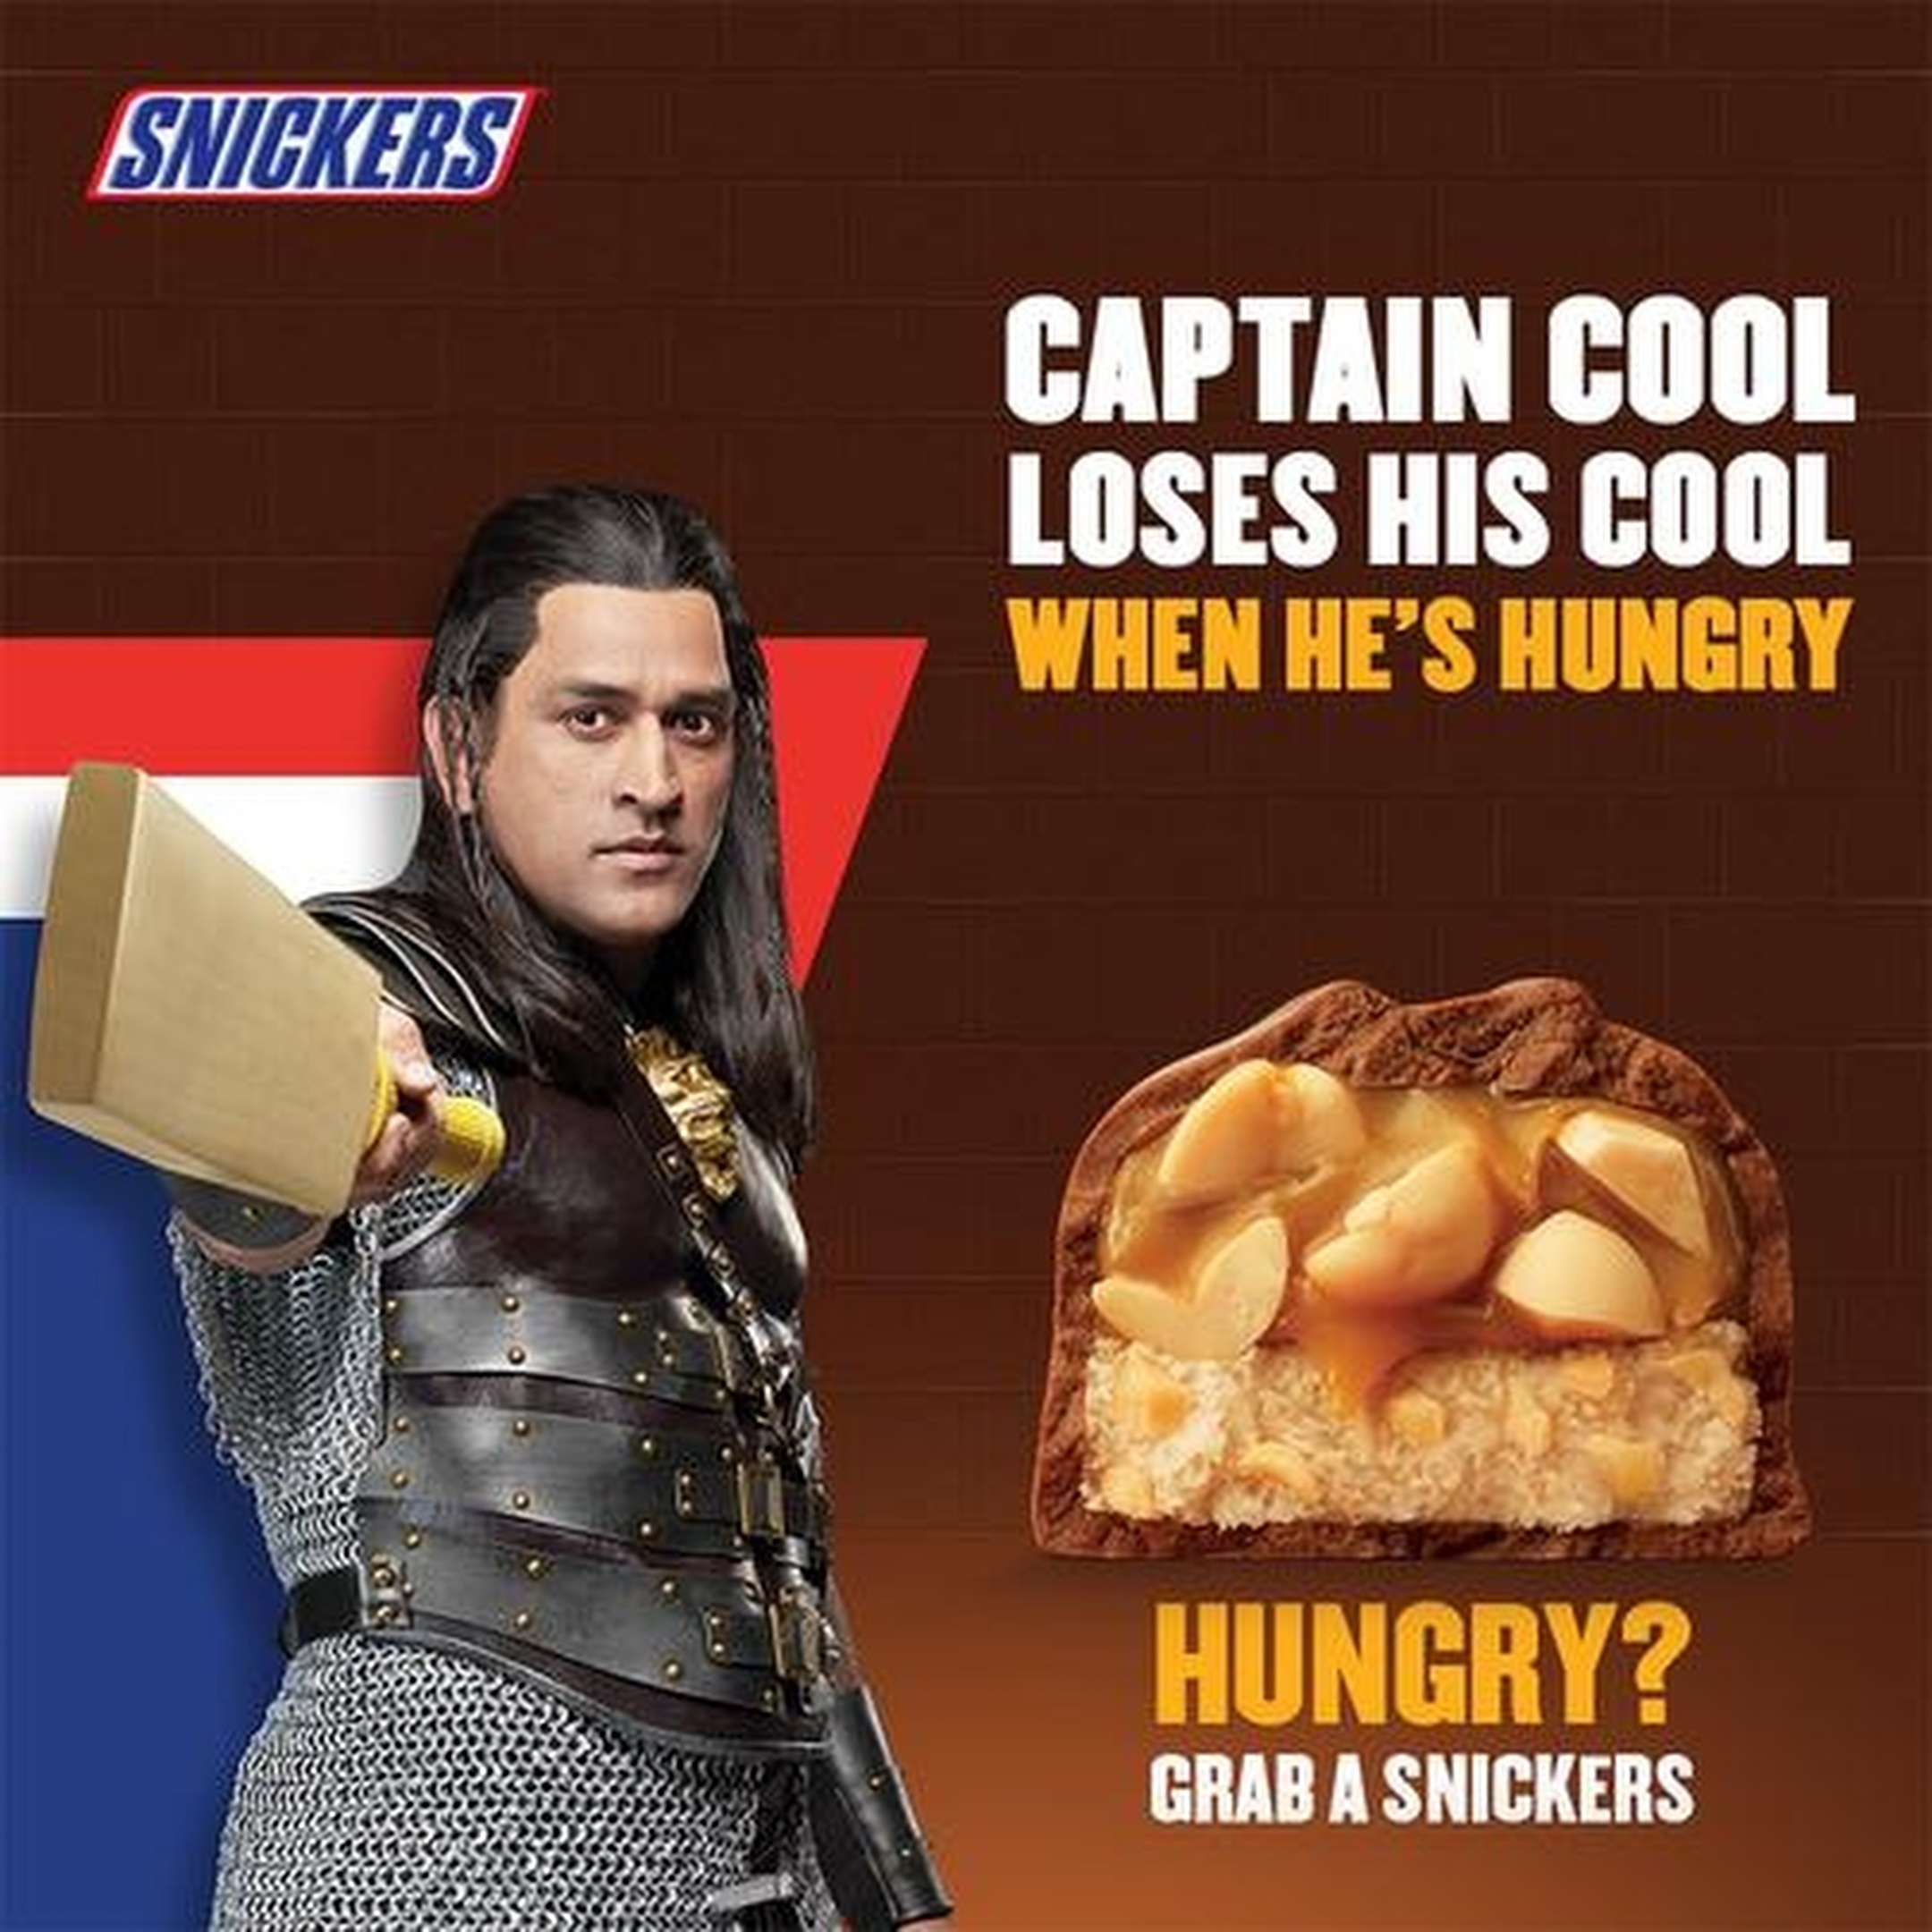 SNICKERS
CAPTAIN COOL
LOSES HIS COOL
WHEN HE'S HUNGRY
HUNGRY?
GRAB A SNICKERS